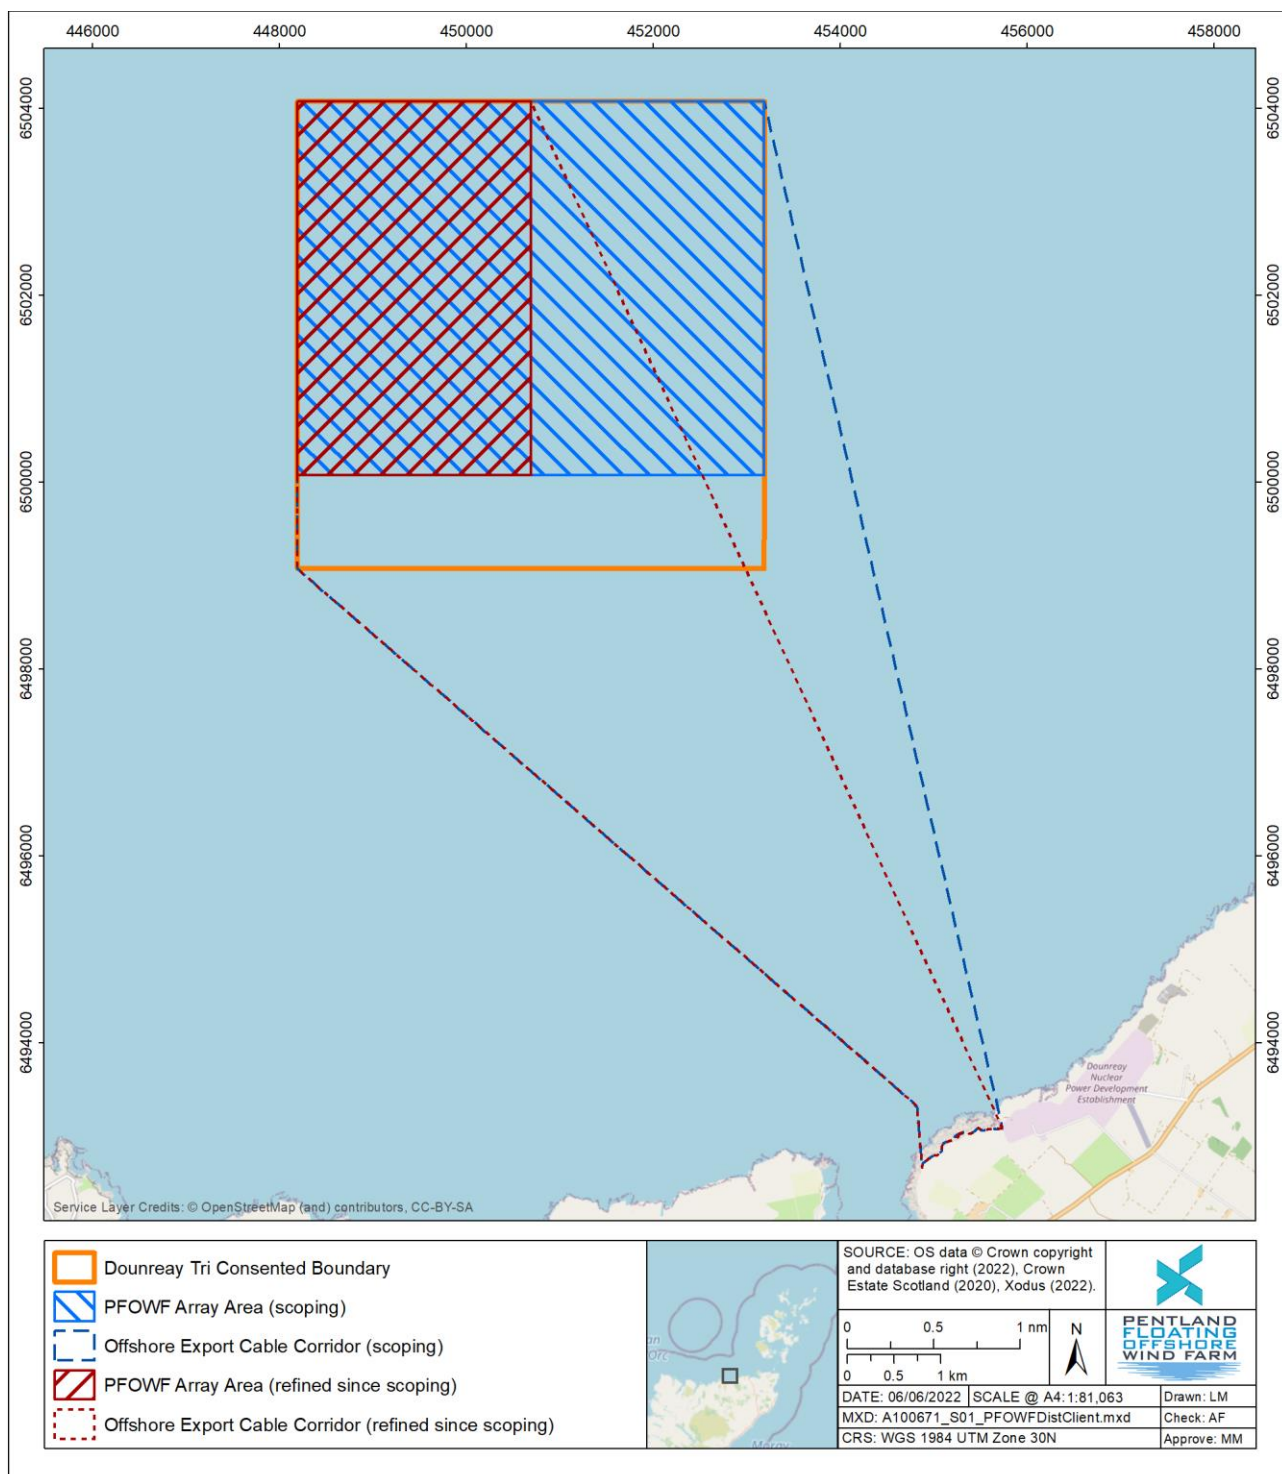 446000 448000 450000 452000 454000 456000 458000
6504000 6504000
6502000 6502000
6500000 6500000
6498000 6498000
6496000 6496000
6494000 6494000
Dounreay
Nuclear
Power Development
Establishment
Service Layer Credits: © OpenStreetMap (and) contributors, CC-BY-SA
Dounreay Tri Consented Boundary
PFOWF Array Area (scoping)
Offshore Export Cable Corridor (scoping)
PFOWF Array Area (refined since scoping)
Offshore Export Cable Corridor (refined since scoping)
SOURCE: OS data © Crown copyright
and database right (2022), Crown
Estate Scotland (2020), Xodus (2022).
0 0.5 1 nm
0 0.5 1 km
N
PENTLAND
FLOATING
OFFSHORE
WIND FARM
DATE: 06/06/2022 SCALE @ A4:1:81,063 Drawn: LM
MXD: A100671_S01_PFOWFDistClient.mxd Check: AF
CRS: WGS 1984 UTM Zone 30N Approve: MM